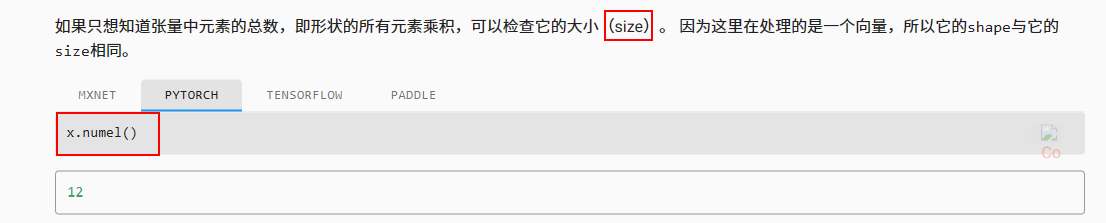 如果只想知道张量中元素的总数，即形状的所有元素乘积，可以检查它的大小（size）。 因为这里在处理的是一个向量，所以它的shape与它的
size相同。
MXNET PYTORCH TENSORFLOW PADDLE
x.numel()
Co
12